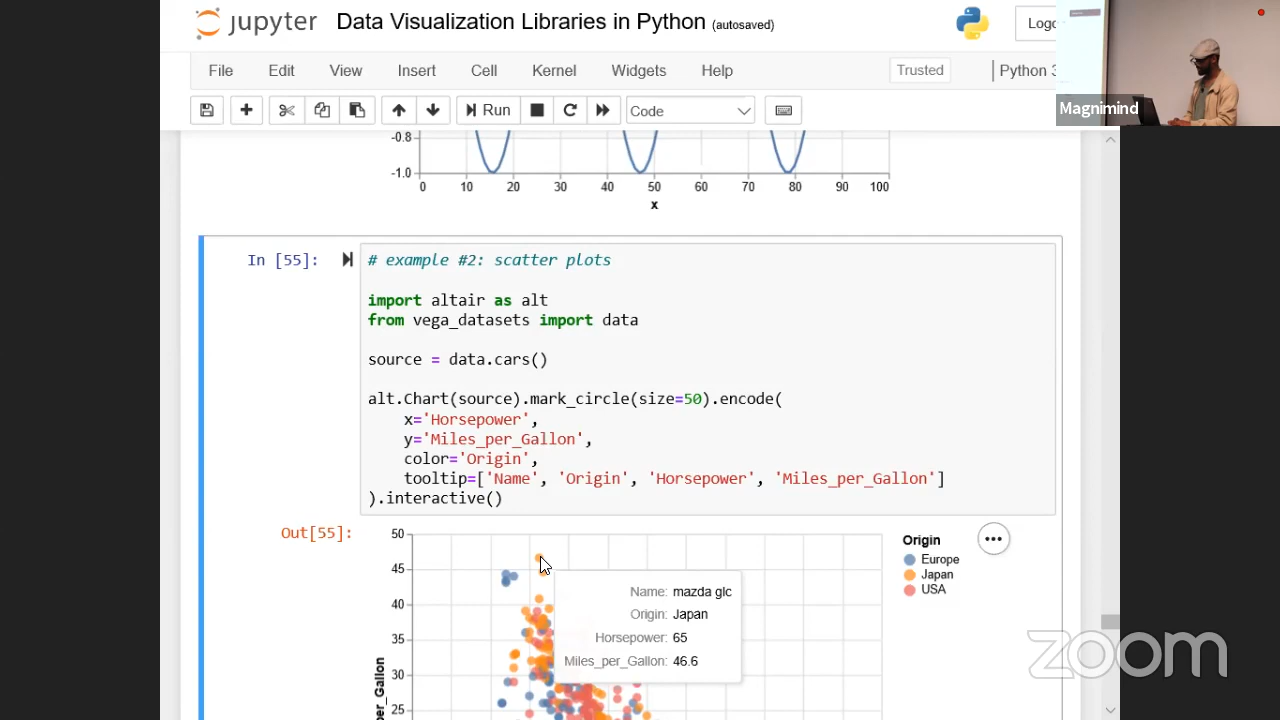 jupyter Data Visualization Libraries in Python (autosaved)
File Edit View Insert Cell Kernel Widgets Help Trusted Python 3
Run Code
Magnimind
-0.8
-1.0
0 10 20 30 40 50 60 70 80 90 100
x
In [55]:
# example #2: scatter plots
import altair as alt
from vega_datasets import data
source = data.cars()
alt.Chart(source).mark_circle(size=50).encode(
x='Horsepower',
y='Miles_per_Gallon',
color='Origin',
tooltip=['Name', 'Origin', 'Horsepower', 'Miles_per_Gallon']
).interactive()
Out[55]:
50
45
40
35
30
25
Origin
Europe
Japan
USA
Name: mazda glc
Origin: Japan
Horsepower: 65
Miles_per_Gallon: 46.6
zoom